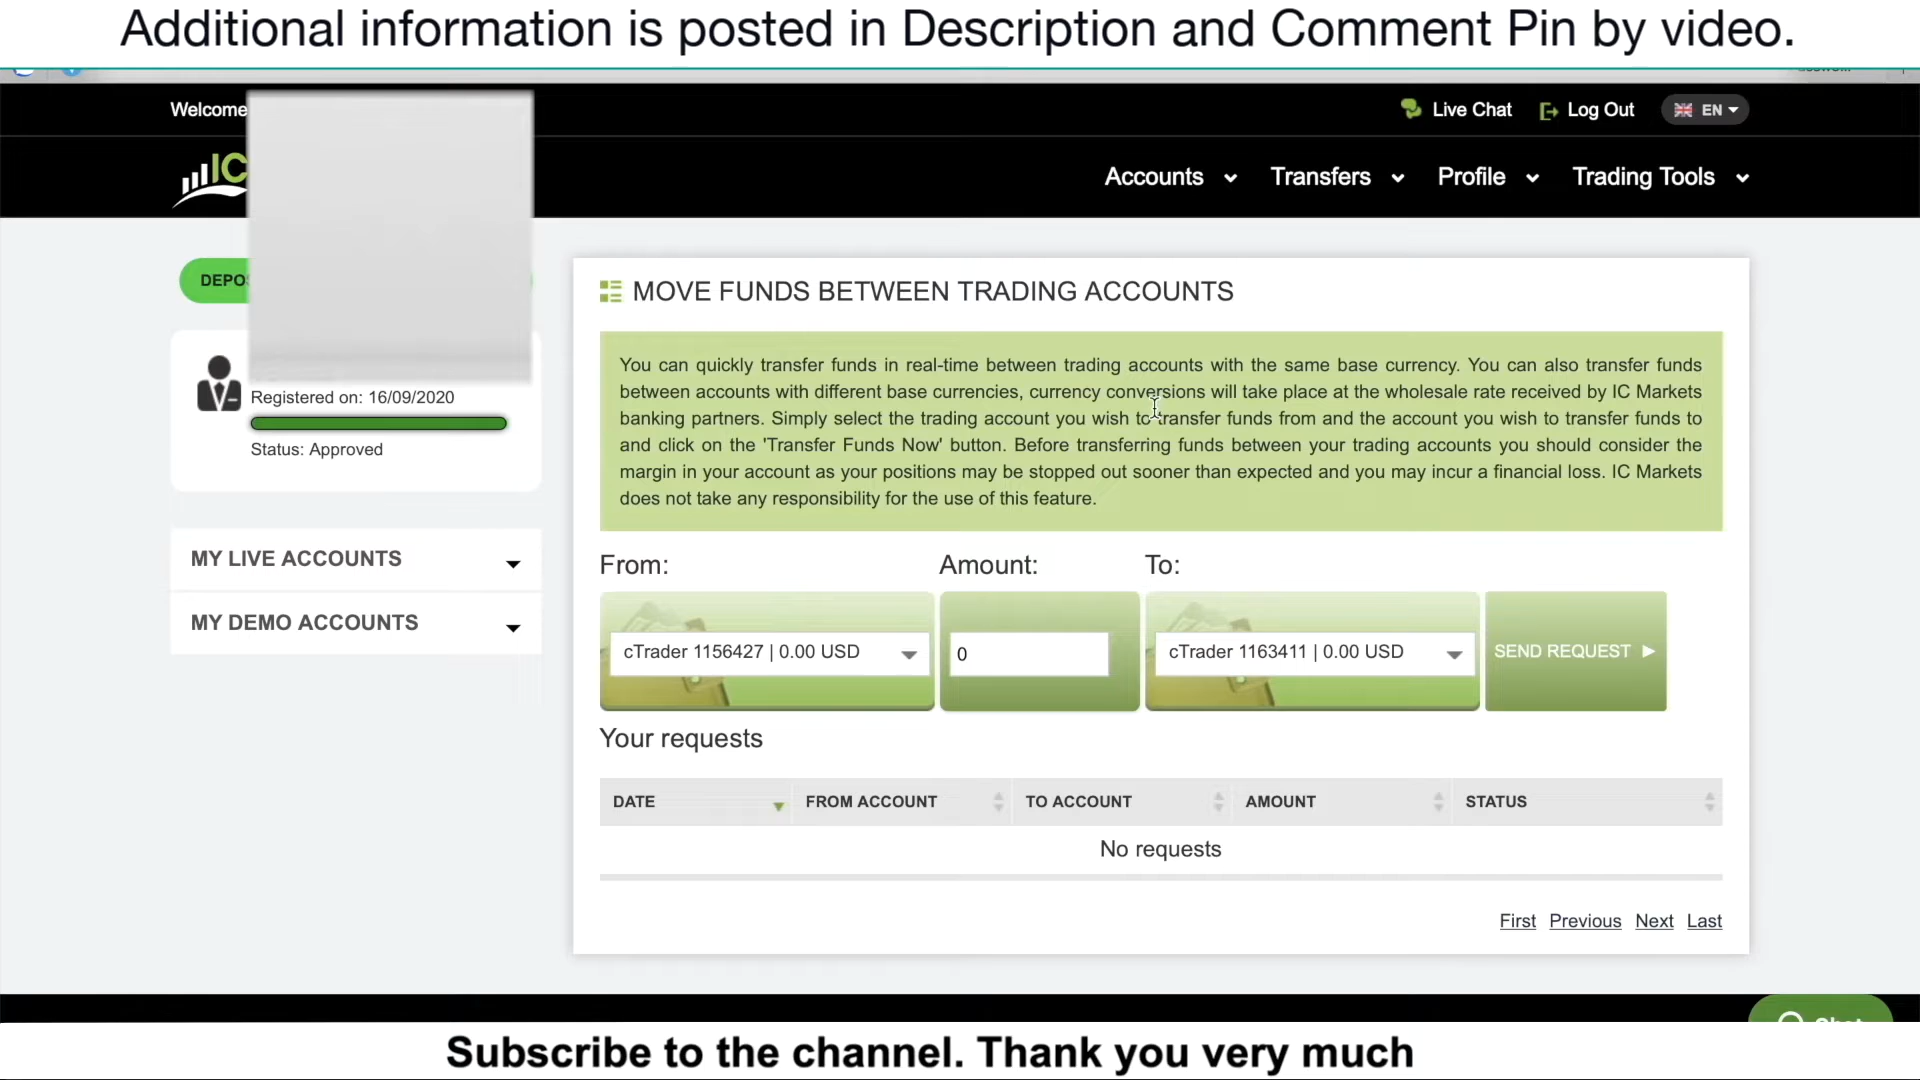 Additional information is posted in Description and Comment Pin by video.
Welcome
Live Chat
Log Out
EN
IC
Accounts
Transfers
Profile
Trading Tools
MOVE FUNDS BETWEEN TRADING ACCOUNTS
You can quickly transfer funds in real-time between trading accounts with the same base currency. You can also transfer funds
between accounts with different base currencies, currency conversions will take place at the wholesale rate received by IC Markets
banking partners. Simply select the trading account you wish to transfer funds from and the account you wish to transfer funds to
and click on the 'Transfer Funds Now' button. Before transferring funds between your trading accounts you should consider the
margin in your account as your positions may be stopped out sooner than expected and you may incur a financial loss. IC Markets
does not take any responsibility for the use of this feature.
Registered on: 16/09/2020
Status: Approved
MY LIVE ACCOUNTS
MY DEMO ACCOUNTS
From:
Amount:
To:
cTrader 1156427 | 0.00 USD
0
cTrader 1163411 | 0.00 USD
SEND REQUEST
Your requests
DATE
FROM ACCOUNT
TO ACCOUNT
AMOUNT
STATUS
No requests
First Previous Next Last
Subscribe to the channel. Thank you very much